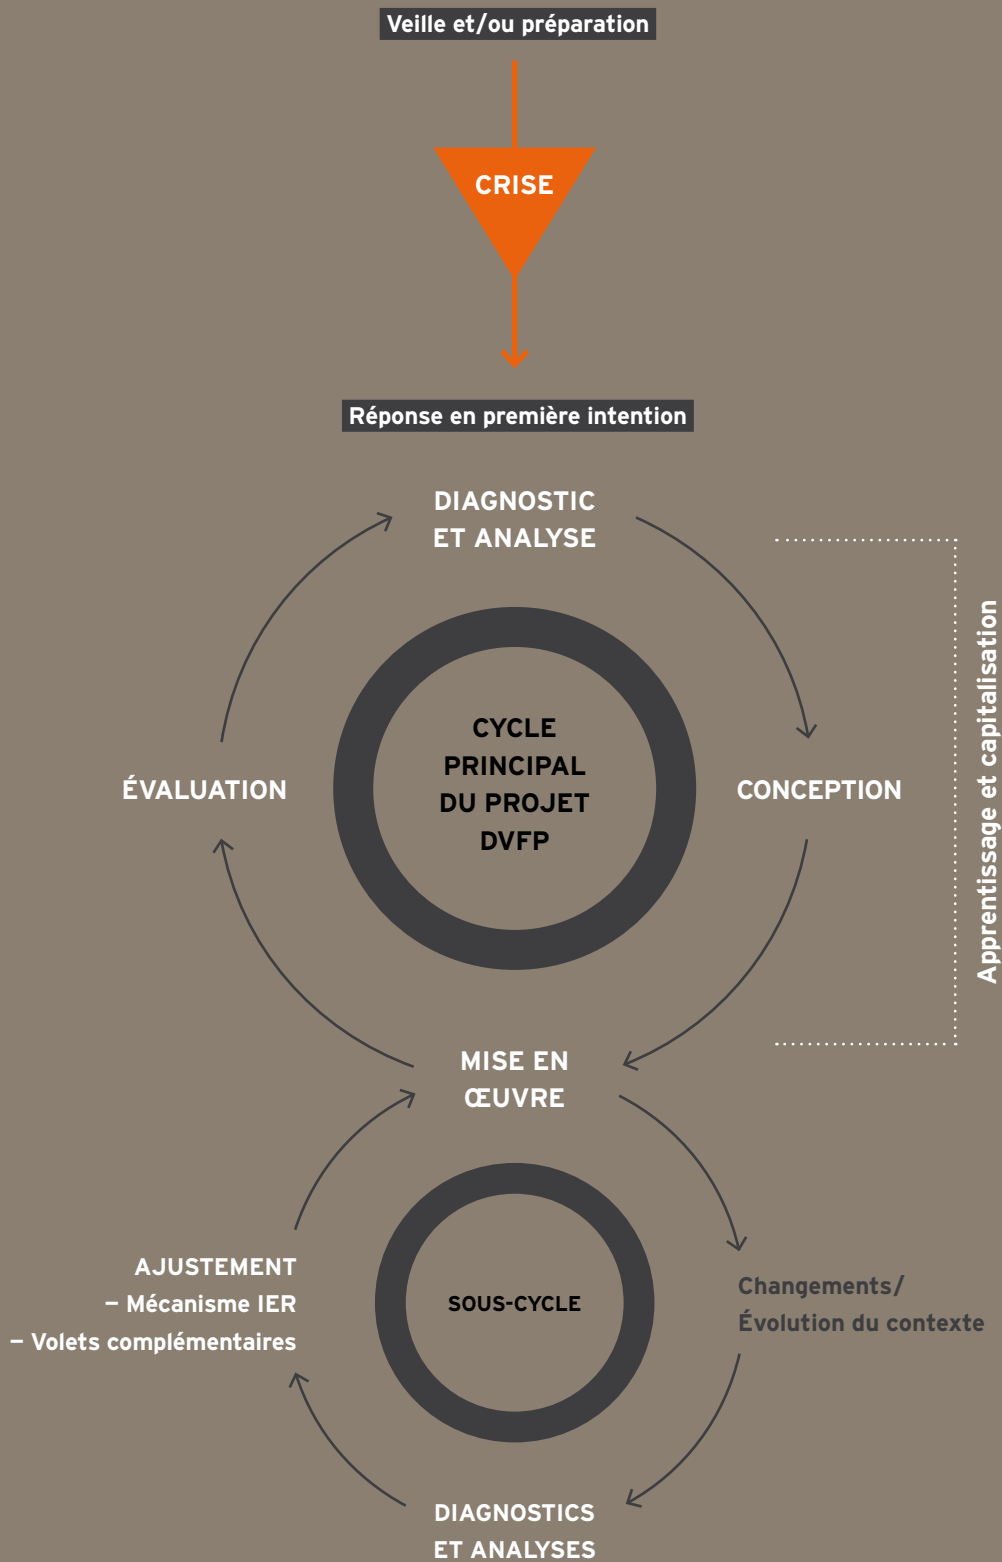 Veille et/ou préparation
CRISE
Réponse en première intention
DIAGNOSTIC
ET ANALYSE
CYCLE
PRINCIPAL
DU PROJET
DVFP
ÉVALUATION
CONCEPTION
Apprentissage et capitalisation
MISE EN
ŒUVRE
AJUSTEMENT
– Mécanisme IER
– Volets complémentaires
SOUS-CYCLE
Changements/
Évolution du contexte
DIAGNOSTICS
ET ANALYSES